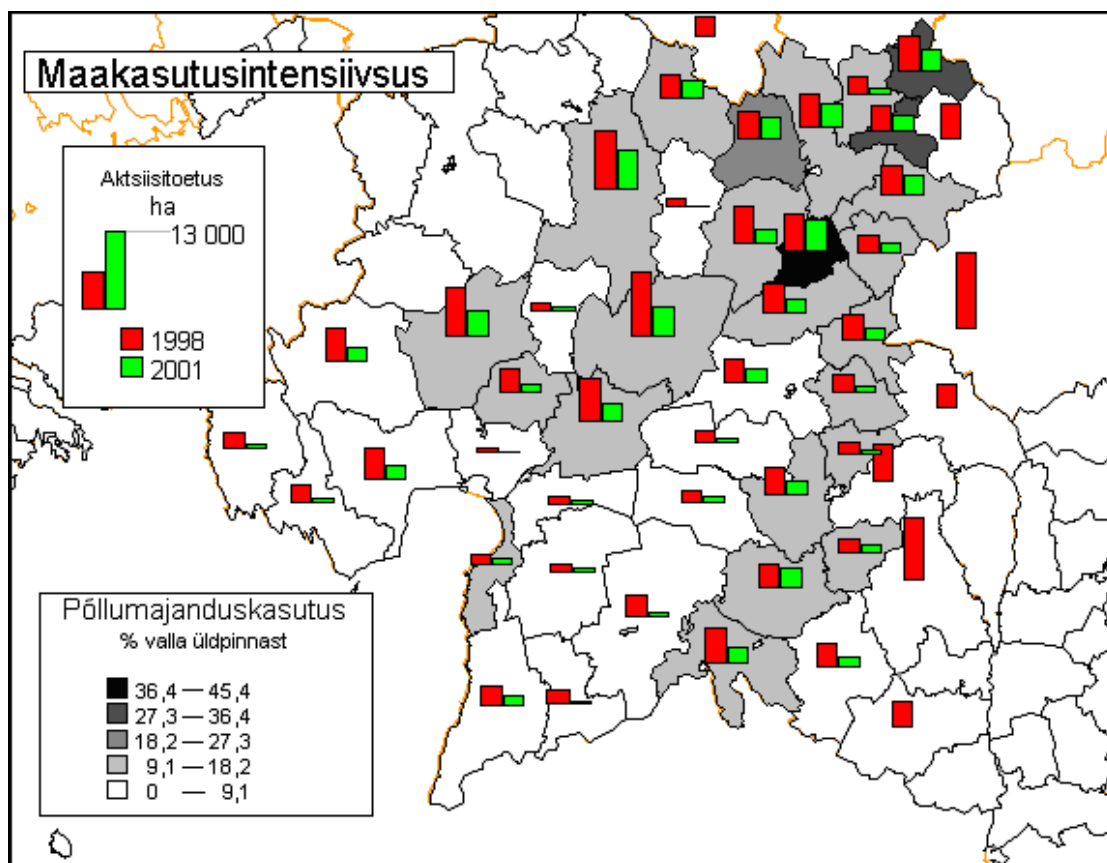 Maakasutusintensiivsus
Aktsiisitoetus
ha
13 000
1998
2001
Põllumajanduskasutus
% valla üldpinnast
36,4 — 45,4
27,3 — 36,4
18,2 — 27,3
9,1 — 18,2
0 — 9,1